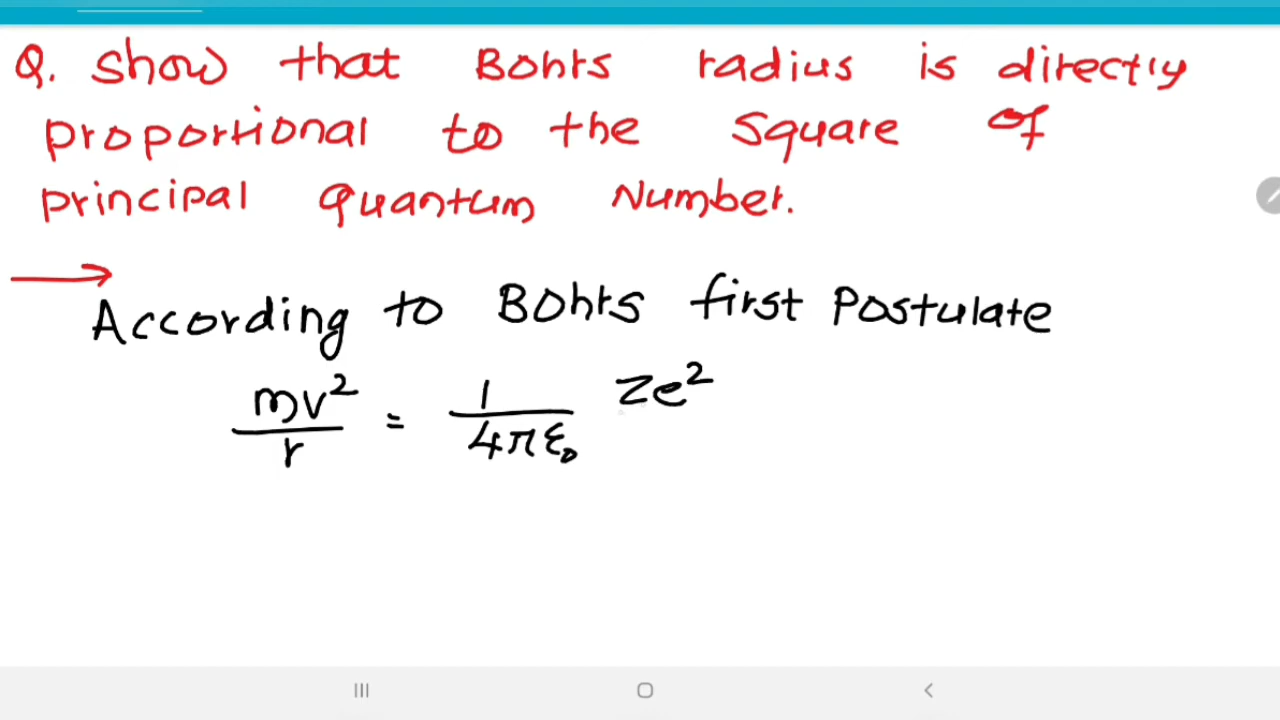 Q. Show that Bohrs radius is directly
proportional to the Square of
principal Quantum Number.
According to Bohrs first Postulate
mv²/r = 1/4πε₀ Ze²